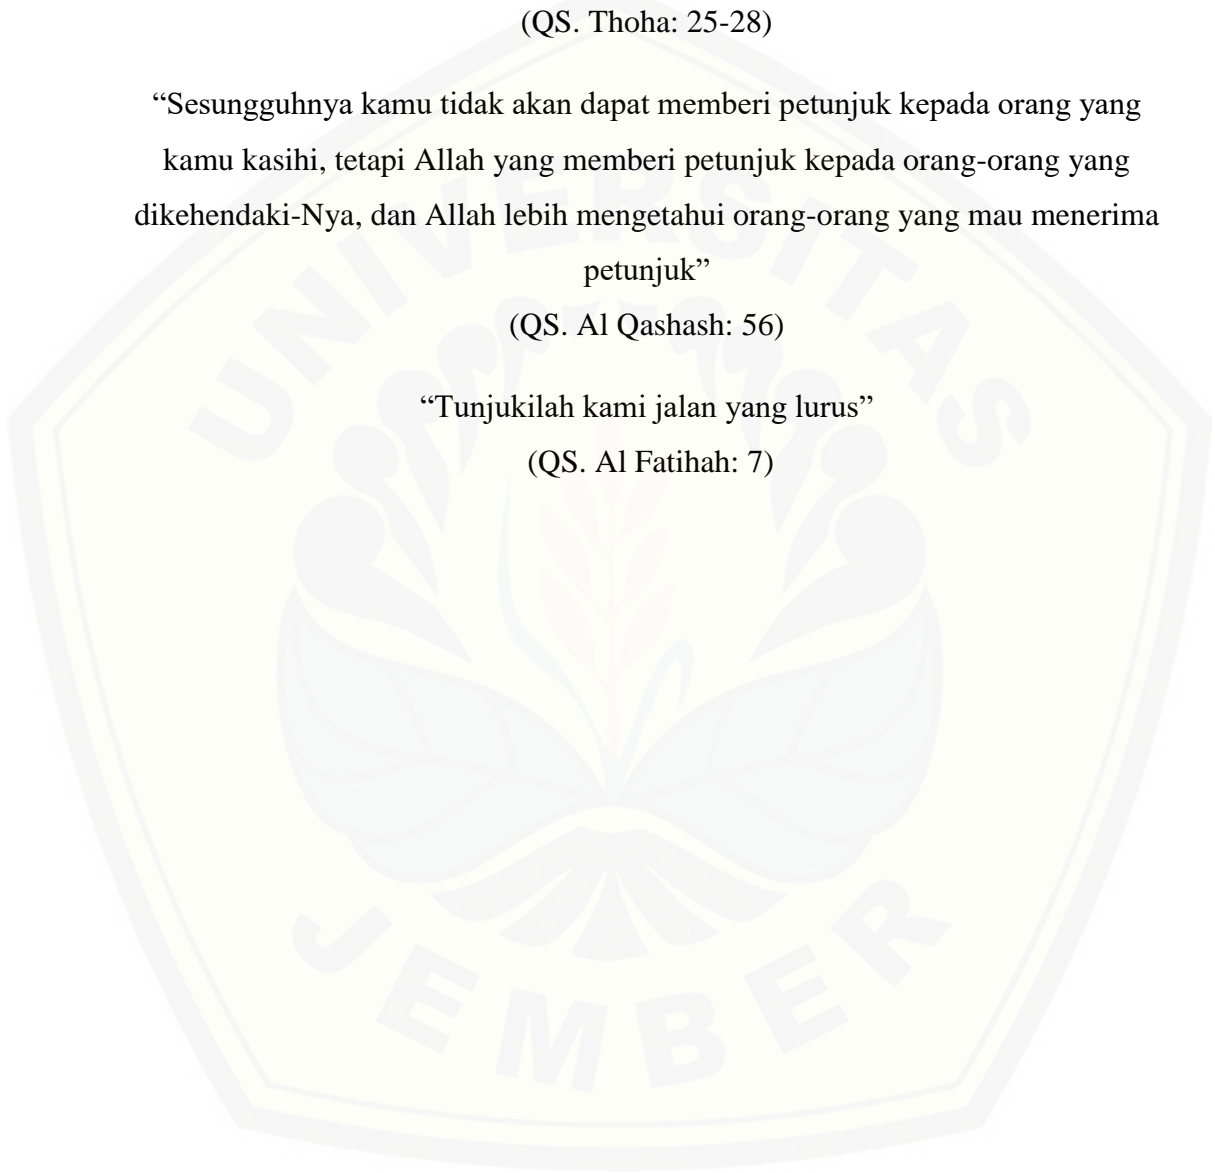 (QS. Thoha: 25-28)
“Sesungguhnya kamu tidak akan dapat memberi petunjuk kepada orang yang
kamu kasihi, tetapi Allah yang memberi petunjuk kepada orang-orang yang
dikehendaki-Nya, dan Allah lebih mengetahui orang-orang yang mau menerima
petunjuk”
(QS. Al Qashash: 56)
“Tunjukilah kami jalan yang lurus”
(QS. Al Fatihah: 7)
UNIVERSITAS
JEMBER